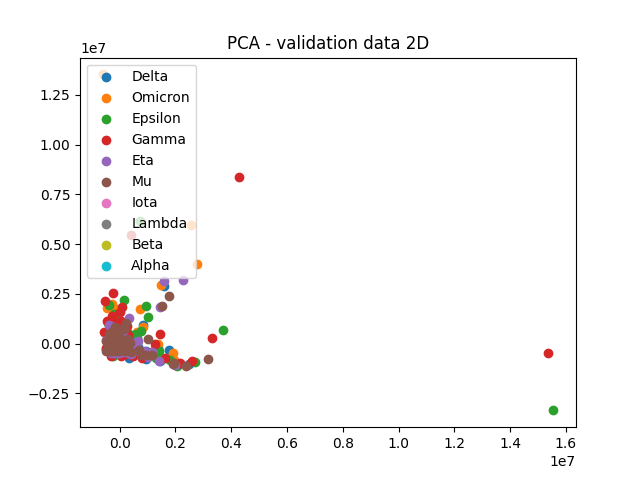 PCA - validation data 2D
1e7
Delta
Omicron
Epsilon
Gamma
Eta
Mu
Iota
Lambda
Beta
Alpha
1.25
1.00
0.75
0.50
0.25
0.00
−0.25
0.0 0.2 0.4 0.6 0.8 1.0 1.2 1.4 1.6
1e7